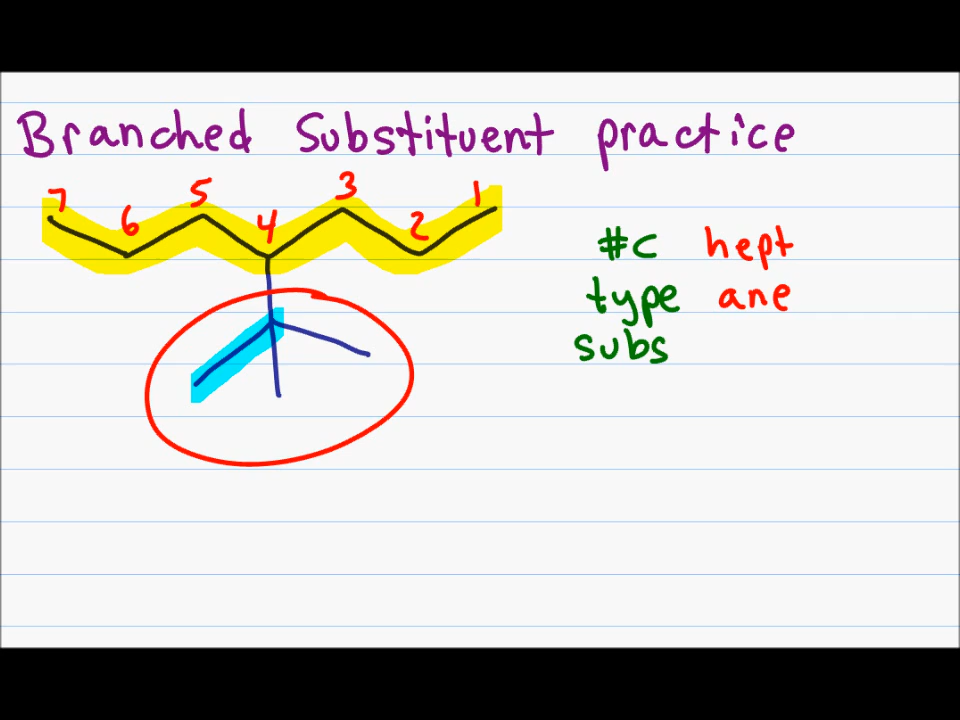 Branched Substituent practice
7 6 5 4 3 2 1
#C hept
type ane
subs